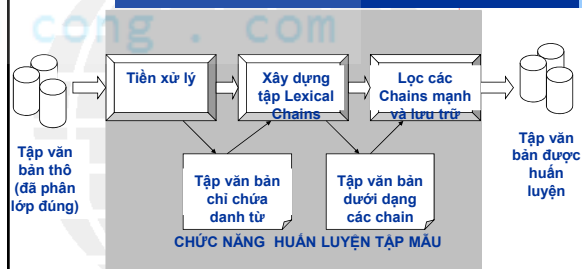 cong . com
Tiền xử lý
Xây dựng
tập Lexical
Chains
Lọc các
Chains mạnh
và lưu trữ
Tập văn
bản thô
(đã phân
lớp đúng)
Tập văn
bản được
huấn
luyện
Tập văn bản
chỉ chứa
danh từ
Tập văn bản
dưới dạng
các chain
CHỨC NĂNG HUẤN LUYỆN TẬP MẪU